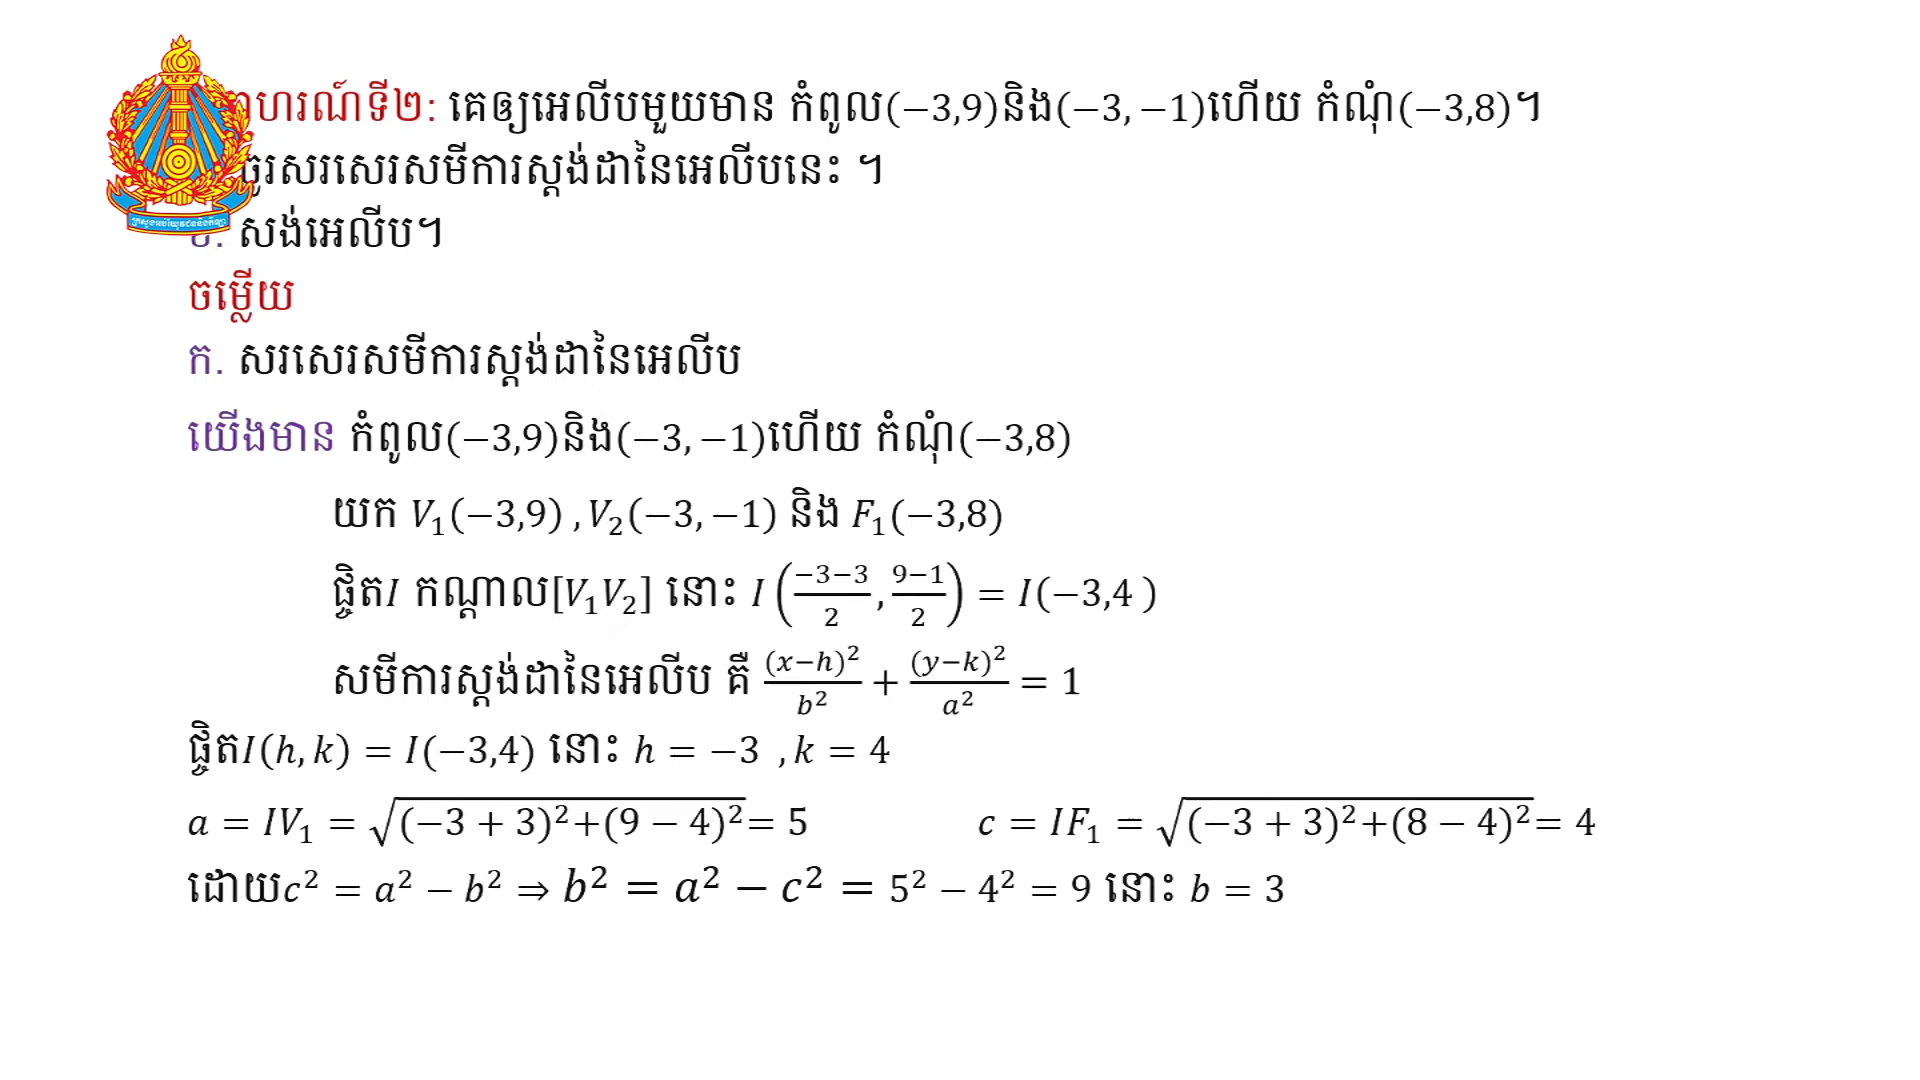 ហរណ៍ទី២: គេឲ្យអេលីបមួយមាន កំពូល(−3,9)និង(−3, −1)ហើយ កំណុំ(−3,8)។
សរសេរសមីការស្តង់ដានៃអេលីបនេះ ។
សង់អេលីប។
ចម្លើយ
ក. សរសេរសមីការស្តង់ដានៃអេលីប
យើងមាន កំពូល(−3,9)និង(−3, −1)ហើយ កំណុំ(−3,8)
យក V₁(−3,9) ,V₂(−3, −1) និង F₁(−3,8)
ផ្ចិតI កណ្តាល[V₁V₂] នោះ I((−3−3)/2, (9−1)/2) = I(−3,4 )
សមីការស្តង់ដានៃអេលីប គឺ (x−h)²/b² + (y−k)²/a² = 1
ផ្ចិតI(h, k) = I(−3,4) នោះ h = −3 , k = 4
a = IV₁ = √((−3 + 3)²+(9 − 4)²)= 5 c = IF₁ = √((−3 + 3)²+(8 − 4)²)= 4
ដោយc² = a² − b² ⇒ b² = a² − c² = 5² − 4² = 9 នោះ b = 3